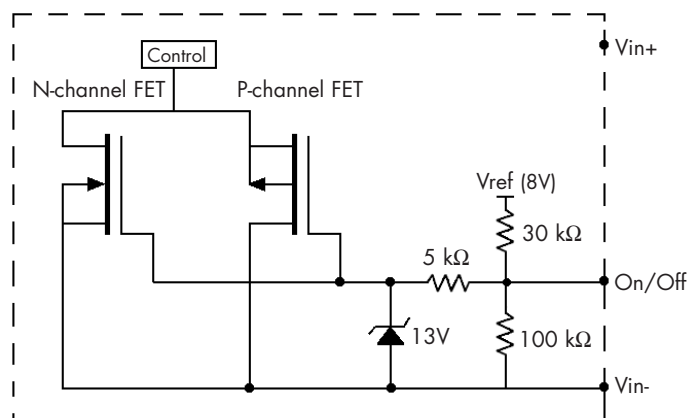 Control
Vin+
N-channel FET
P-channel FET
Vref (8V)
30 kΩ
5 kΩ
On/Off
13V
100 kΩ
Vin-